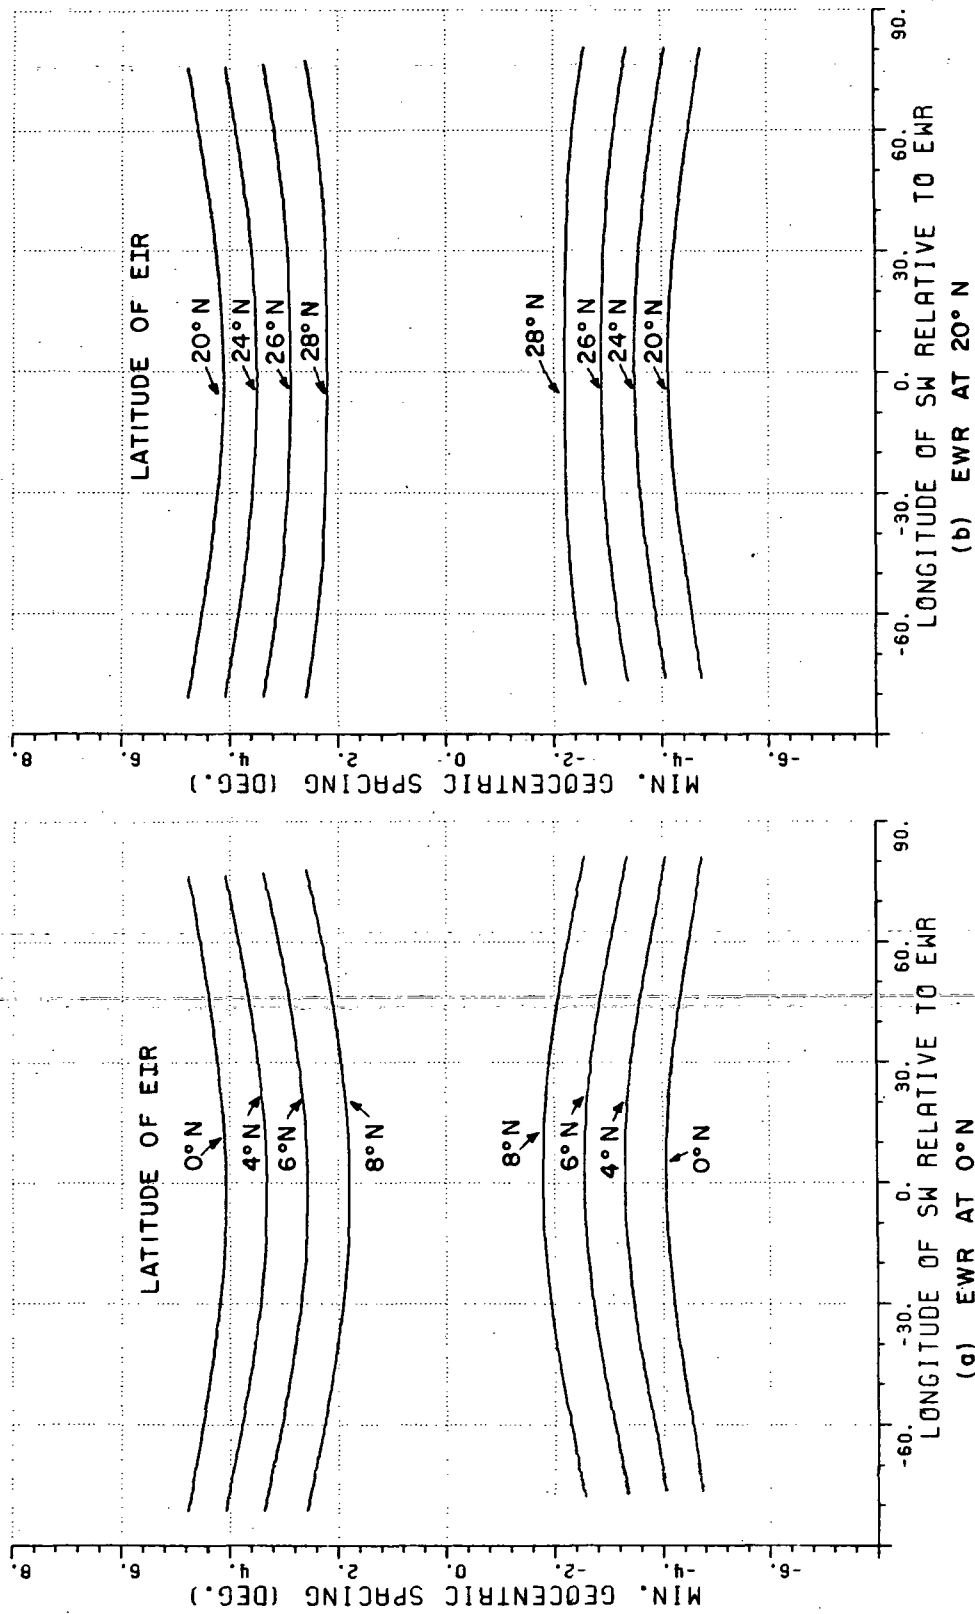 LATITUDE OF EIR
0° N
4° N
6° N
8° N
8° N
6° N
4° N
0° N
8.
6.
4.
2.
0.0
-2.
-4.
-6.
MIN. GEOCENTRIC SPACING (DEG.)
-60. -30. 0. 30. 60. 90.
LONGITUDE OF SW RELATIVE TO EWR
(a) EWR AT 0° N
LATITUDE OF EIR
20° N
24° N
26° N
28° N
28° N
26° N
24° N
20° N
8.
6.
4.
2.
0.0
-2.
-4.
-6.
MIN. GEOCENTRIC SPACING (DEG.)
-60. -30. 0. 30. 60. 90.
LONGITUDE OF SW RELATIVE TO EWR
(b) EWR AT 20° N